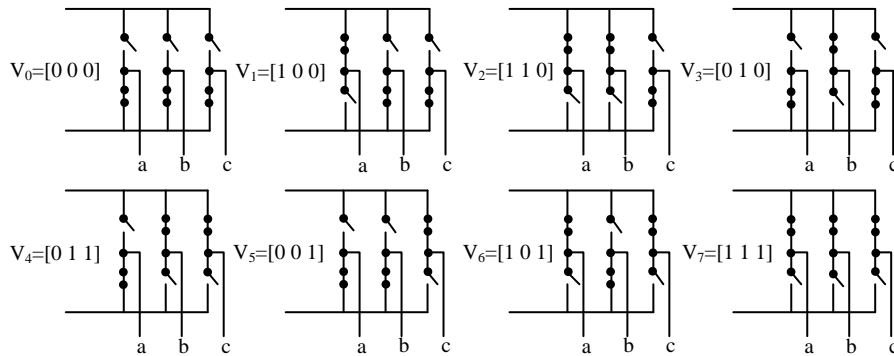 V₀=[0 0 0] V₁=[1 0 0] V₂=[1 1 0] V₃=[0 1 0]
a b c a b c a b c a b c
V₄=[0 1 1] V₅=[0 0 1] V₆=[1 0 1] V₇=[1 1 1]
a b c a b c a b c a b c